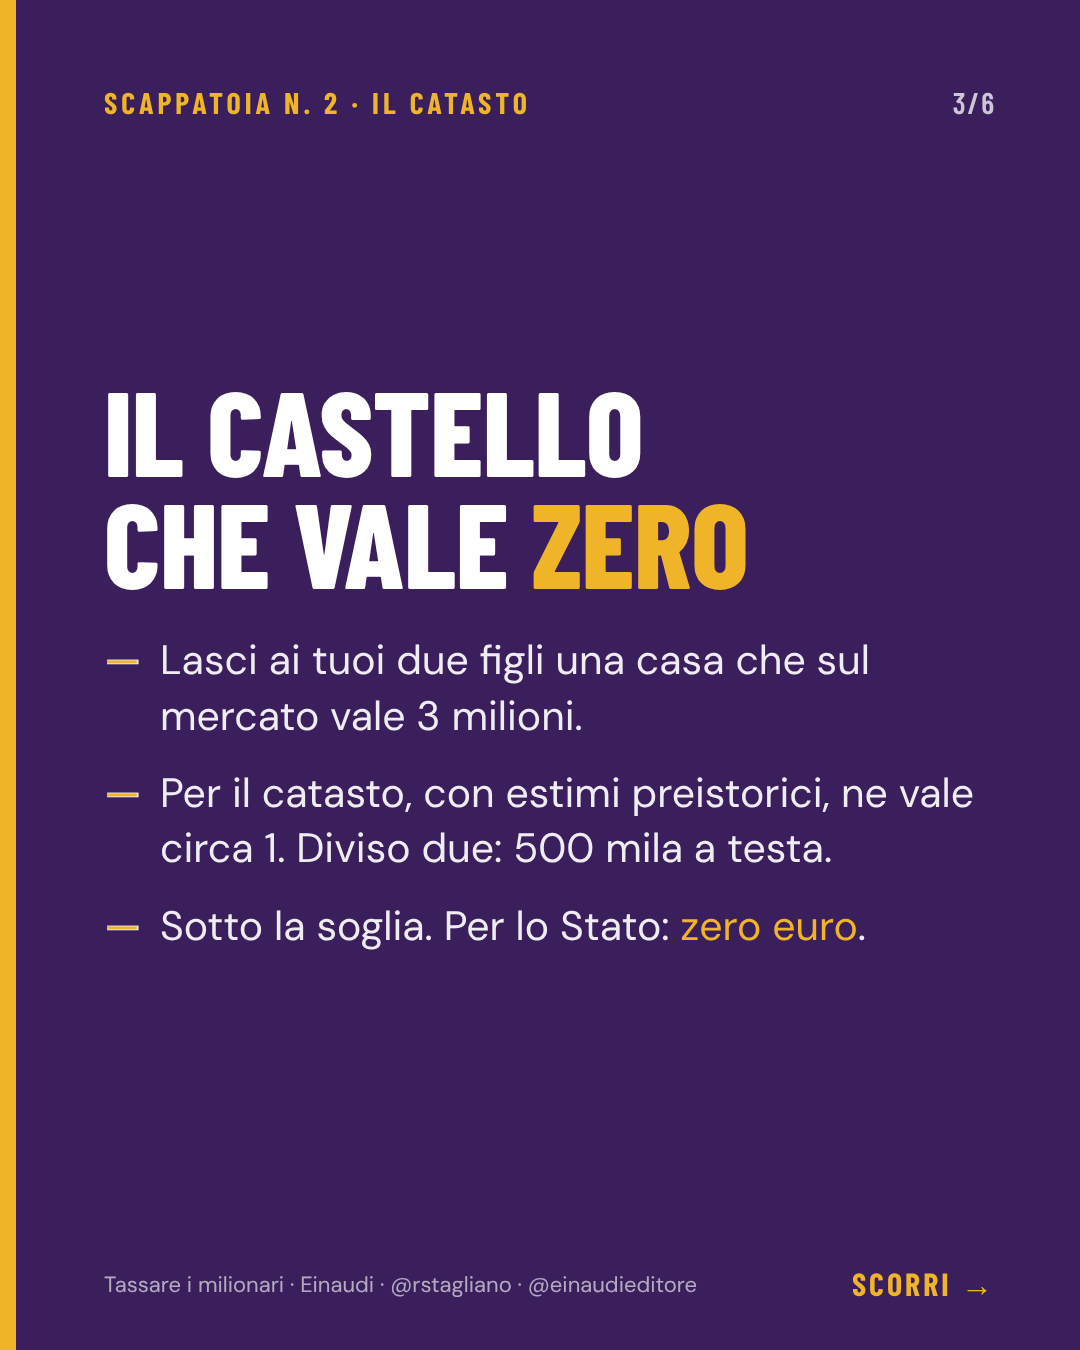 SCAPPATOIA N. 2 · IL CATASTO
3/6
IL CASTELLO
CHE VALE ZERO
— Lasci ai tuoi due figli una casa che sul
mercato vale 3 milioni.
— Per il catasto, con estimi preistorici, ne vale
circa 1. Diviso due: 500 mila a testa.
— Sotto la soglia. Per lo Stato: zero euro.
Tassare i milionari · Einaudi · @rstagliano · @einaudieditore
SCORRI →